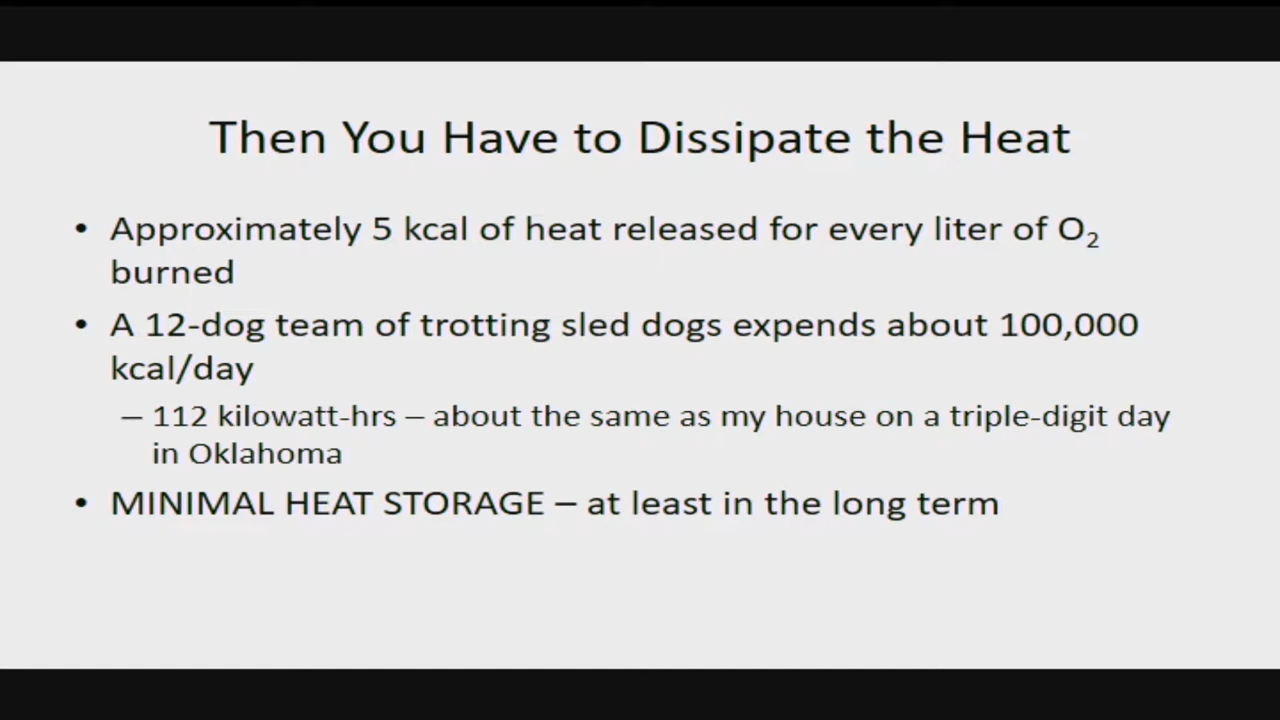 Then You Have to Dissipate the Heat
• Approximately 5 kcal of heat released for every liter of O₂
burned
• A 12-dog team of trotting sled dogs expends about 100,000
kcal/day
– 112 kilowatt-hrs – about the same as my house on a triple-digit day
in Oklahoma
• MINIMAL HEAT STORAGE – at least in the long term